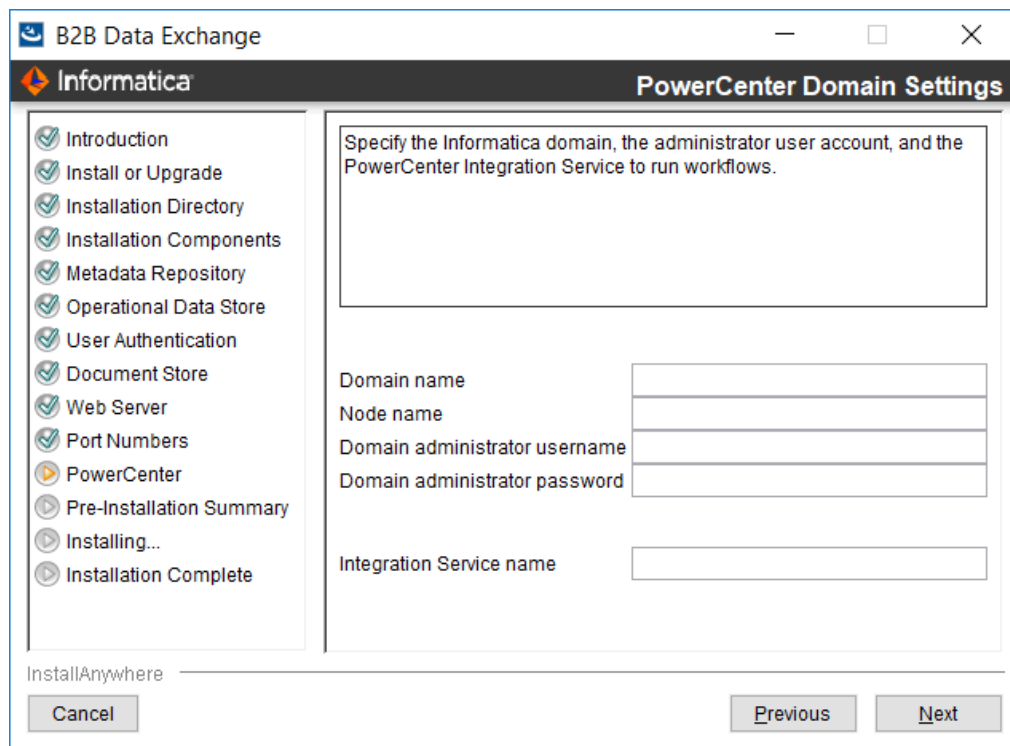 B2B Data Exchange
Informatica
PowerCenter Domain Settings
Introduction
Install or Upgrade
Installation Directory
Installation Components
Metadata Repository
Operational Data Store
User Authentication
Document Store
Web Server
Port Numbers
PowerCenter
Pre-Installation Summary
Installing...
Installation Complete
Specify the Informatica domain, the administrator user account, and the
PowerCenter Integration Service to run workflows.
Domain name
Node name
Domain administrator username
Domain administrator password
Integration Service name
InstallAnywhere
Cancel
Previous
Next